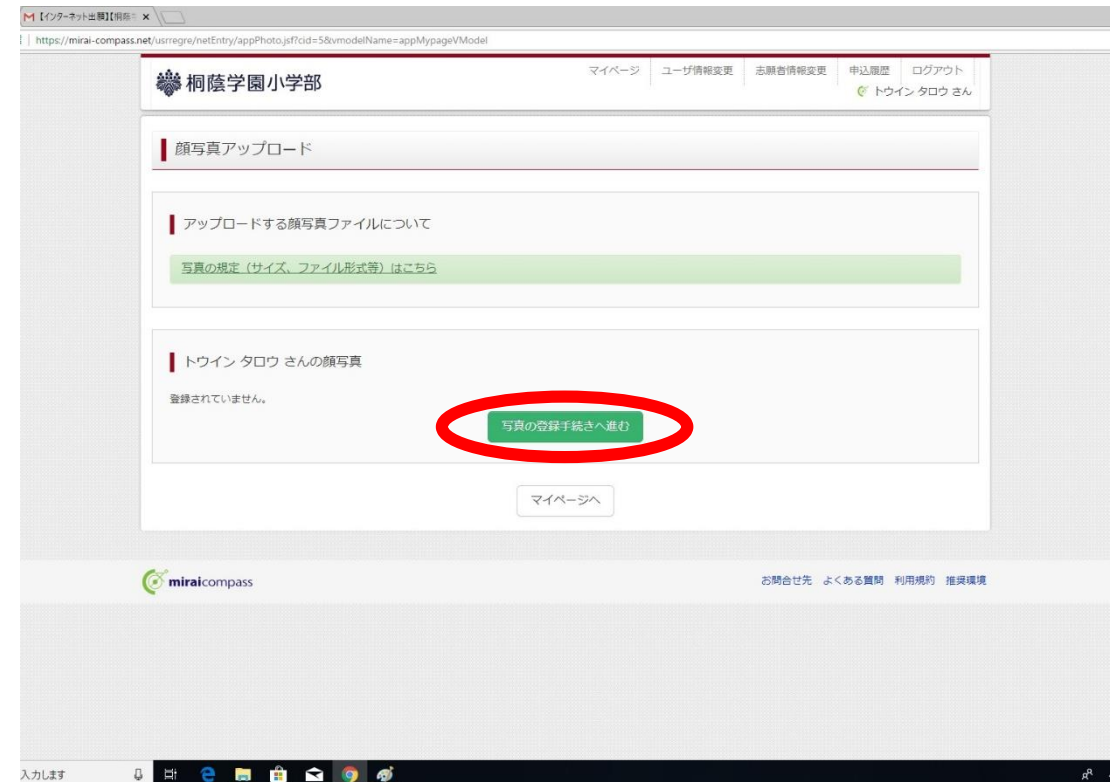 【インターネット出願】【桐蔭
https://mirai-compass.net/usrregre/netEntry/appPhoto.jsf?cid=5&vmodelName=appMypageVModel
桐蔭学園小学部
マイページ ユーザ情報変更 志願者情報変更 申込履歴 ログアウト
トウイン タロウ さん
顔写真アップロード
アップロードする顔写真ファイルについて
写真の規定（サイズ、ファイル形式等）はこちら
トウイン タロウ さんの顔写真
登録されていません。
写真の登録手続きへ進む
マイページへ
miraicompass
お問合せ先 よくある質問 利用規約 推奨環境
入力します